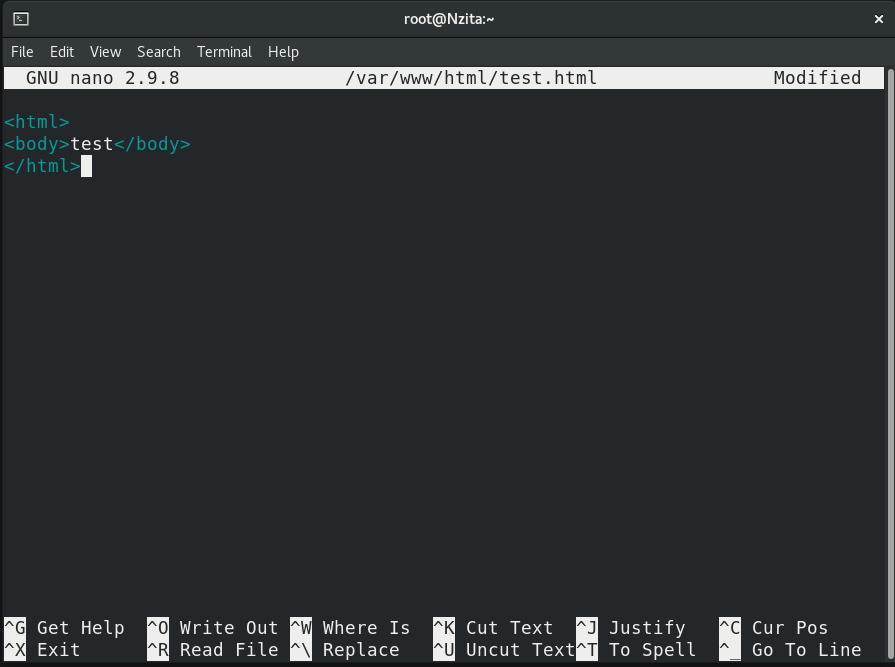 root@Nzita:~
File Edit View Search Terminal Help
GNU nano 2.9.8 /var/www/html/test.html Modified
<html>
<body>test</body>
</html>
^G Get Help ^O Write Out ^W Where Is ^K Cut Text ^J Justify ^C Cur Pos
^X Exit ^R Read File ^\ Replace ^U Uncut Text^T To Spell ^_ Go To Line